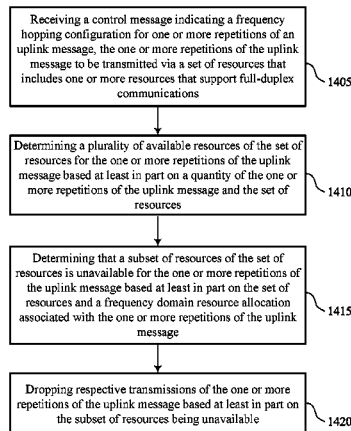 Receiving a control message indicating a frequency
hopping configuration for one or more repetitions of
an uplink message, the one or more repetitions of the
uplink message to be transmitted via a set of resources that
includes one or more resources that support full-duplex
communications
1405
Determining a plurality of available resources of the set of
resources for the one or more repetitions of the uplink
message based at least in part on a quantity of the one or
more repetitions of the uplink message and the set of
resources
1410
Determining that a subset of resources of the set of
resources is unavailable for the one or more repetitions of
the uplink message based at least in part on the set of
resources and a frequency domain resource allocation
associated with the one or more repetitions of the uplink
message
1415
Dropping respective transmissions of the one or more
repetitions of the uplink message based at least in part on
the subset of resources being unavailable
1420